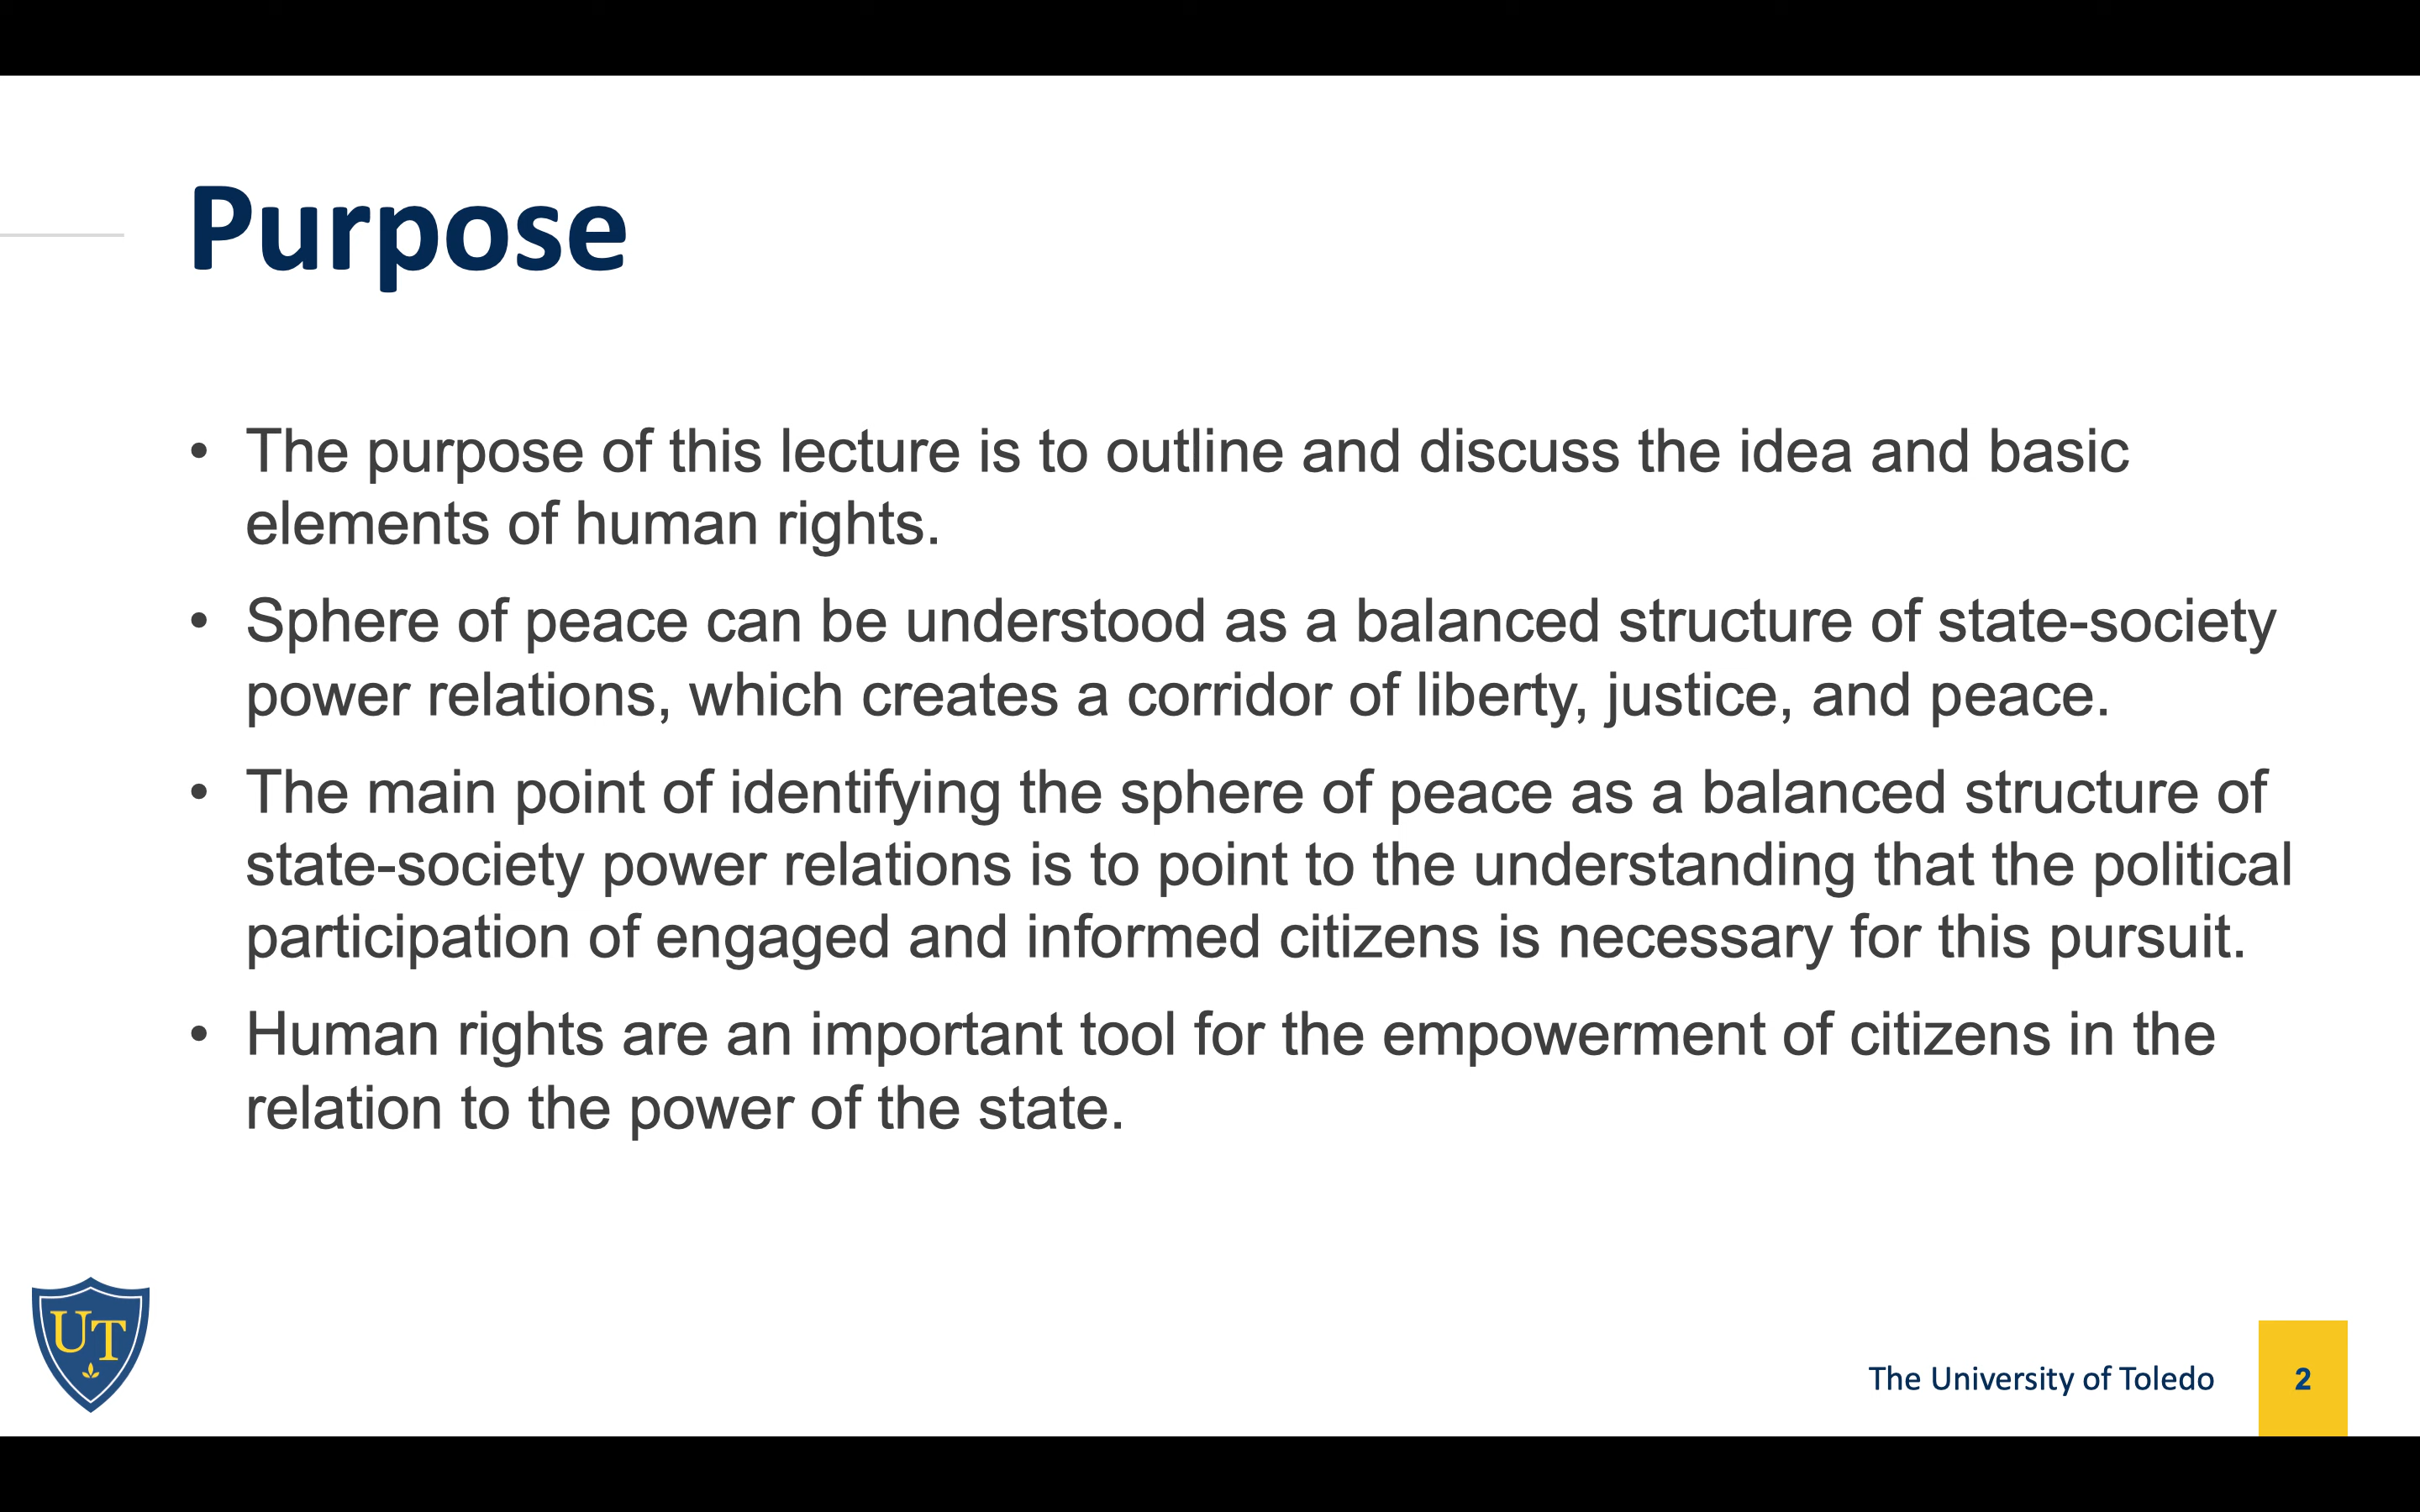 Purpose
• The purpose of this lecture is to outline and discuss the idea and basic
elements of human rights.
• Sphere of peace can be understood as a balanced structure of state-society
power relations, which creates a corridor of liberty, justice, and peace.
• The main point of identifying the sphere of peace as a balanced structure of
state-society power relations is to point to the understanding that the political
participation of engaged and informed citizens is necessary for this pursuit.
• Human rights are an important tool for the empowerment of citizens in the
relation to the power of the state.
UT
The University of Toledo
2